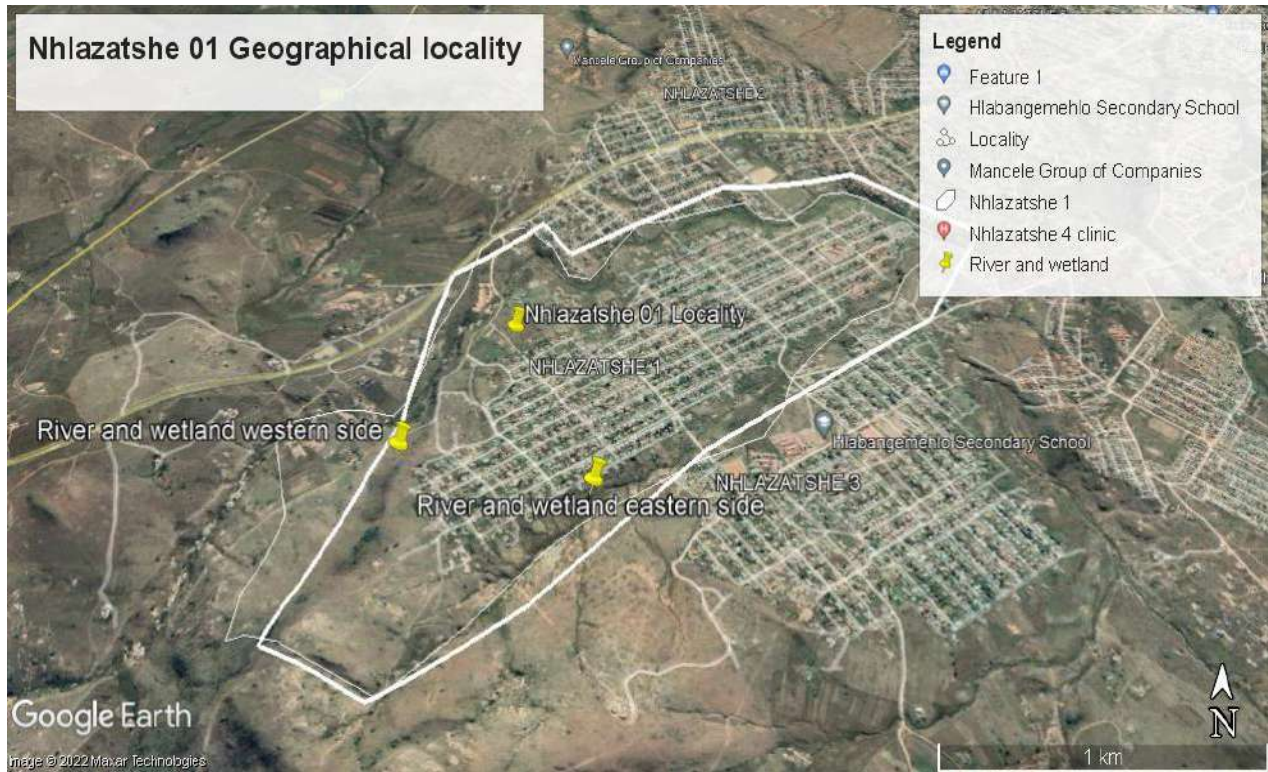 Nhlazatshe 01 Geographical locality
Legend
Feature 1
Hlabangemehlo Secondary School
Locality
Mancele Group of Companies
Nhlazatshe 1
Nhlazatshe 4 clinic
River and wetland
Mancele Group of Companies
NHLAZATSHE 2
Nhlazatshe 01 Locality
NHLAZATSHE 1
River and wetland western side
Hlabangemehlo Secondary School
NHLAZATSHE 3
River and wetland eastern side
Google Earth
Image © 2022 Maxar Technologies
N
1 km